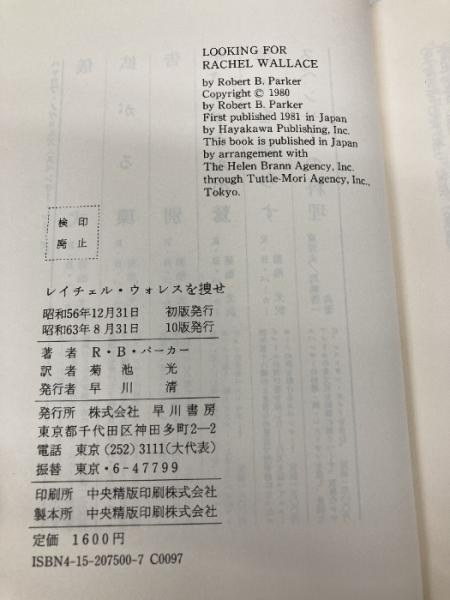 LOOKING FOR
RACHEL WALLACE
by Robert B. Parker
Copyright © 1980
by Robert B. Parker
First published 1981 in Japan
by Hayakawa Publishing, Inc.
This book is published in Japan
by arrangement with
The Helen Brann Agency, Inc.
through Tuttle-Mori Agency, Inc.,
Tokyo.
検印
廃止
レイチェル・ウォレスを捜せ
昭和56年12月31日 初版発行
昭和63年8月31日 10版発行
著者 R・B・パーカー
訳者 菊池光
発行者 早川清
発行所 株式会社 早川書房
東京都千代田区神田多町2―2
電話 東京(252)3111(大代表)
振替 東京・6-47799
印刷所 中央精版印刷株式会社
製本所 中央精版印刷株式会社
定価 1600円
ISBN4-15-207500-7 C0097